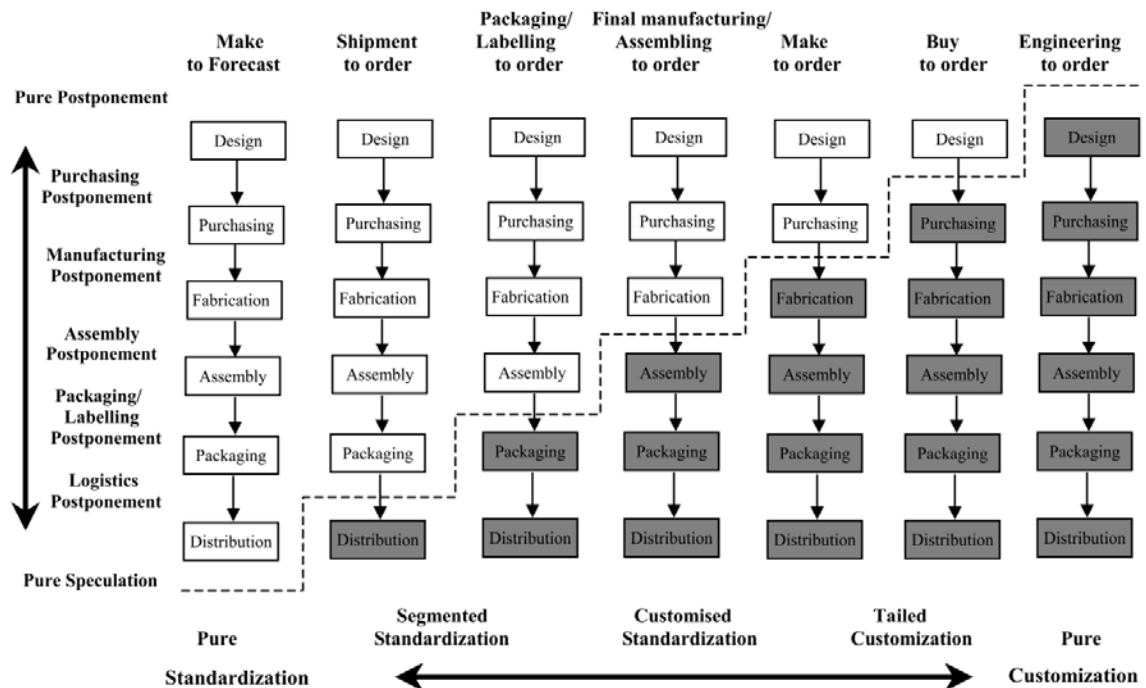 Make
to Forecast
Shipment
to order
Packaging/
Labelling
to order
Final manufacturing/
Assembling
to order
Make
to order
Buy
to order
Engineering
to order
Pure Postponement
Design
Design
Design
Design
Design
Design
Design
Purchasing
Postponement
Purchasing
Purchasing
Purchasing
Purchasing
Purchasing
Purchasing
Purchasing
Manufacturing
Postponement
Fabrication
Fabrication
Fabrication
Fabrication
Fabrication
Fabrication
Fabrication
Assembly
Postponement
Assembly
Assembly
Assembly
Assembly
Assembly
Assembly
Assembly
Packaging/
Labelling
Postponement
Packaging
Packaging
Packaging
Packaging
Packaging
Packaging
Packaging
Logistics
Postponement
Distribution
Distribution
Distribution
Distribution
Distribution
Distribution
Distribution
Pure Speculation
Pure
Standardization
Segmented
Standardization
Customised
Standardization
Tailed
Customization
Pure
Customization